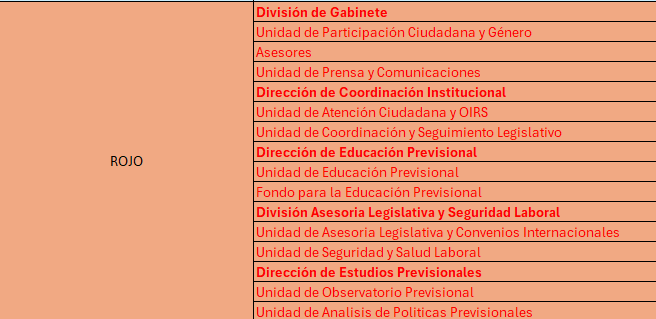 División de Gabinete
Unidad de Participación Ciudadana y Género
Asesores
Unidad de Prensa y Comunicaciones
Dirección de Coordinación Institucional
Unidad de Atención Ciudadana y OIRS
Unidad de Coordinación y Seguimiento Legislativo
Dirección de Educación Previsional
ROJO
Unidad de Educación Previsional
Fondo para la Educación Previsional
División Asesoria Legislativa y Seguridad Laboral
Unidad de Asesoria Legislativa y Convenios Internacionales
Unidad de Seguridad y Salud Laboral
Dirección de Estudios Previsionales
Unidad de Observatorio Previsional
Unidad de Analisis de Politicas Previsionales